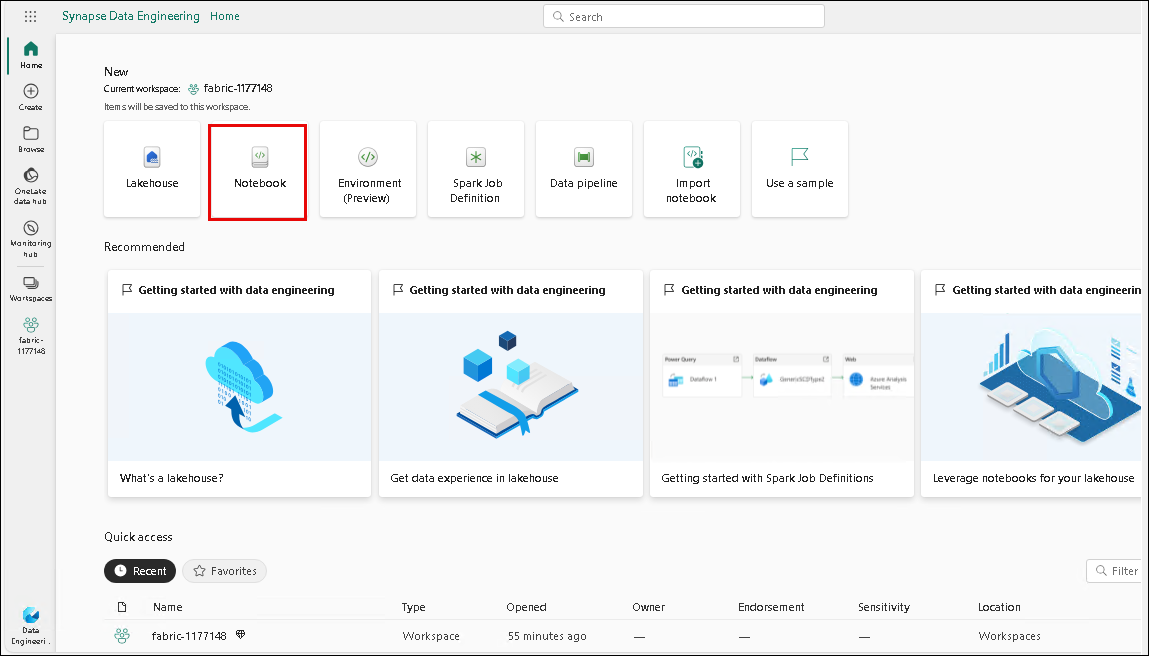 Synapse Data Engineering Home
Search
Home
Create
Browse
OneLake
data hub
Monitoring
hub
Workspaces
fabric-
1177148
Data
Engineeri...
New
Current workspace: fabric-1177148
Items will be saved to this workspace.
Lakehouse
Notebook
Environment
(Preview)
Spark Job
Definition
Data pipeline
Import
notebook
Use a sample
Recommended
Getting started with data engineering
What's a lakehouse?
Getting started with data engineering
Get data experience in lakehouse
Getting started with data engineering
Power Query
Dataflow 1
Dataflow
GenericSCDType2
Web
Azure Analysis
Services
Getting started with Spark Job Definitions
Getting started with data engineerin
Leverage notebooks for your lakehouse
Quick access
Recent
Favorites
Filter
Name Type Opened Owner Endorsement Sensitivity Location
fabric-1177148 Workspace 55 minutes ago — — — Workspaces